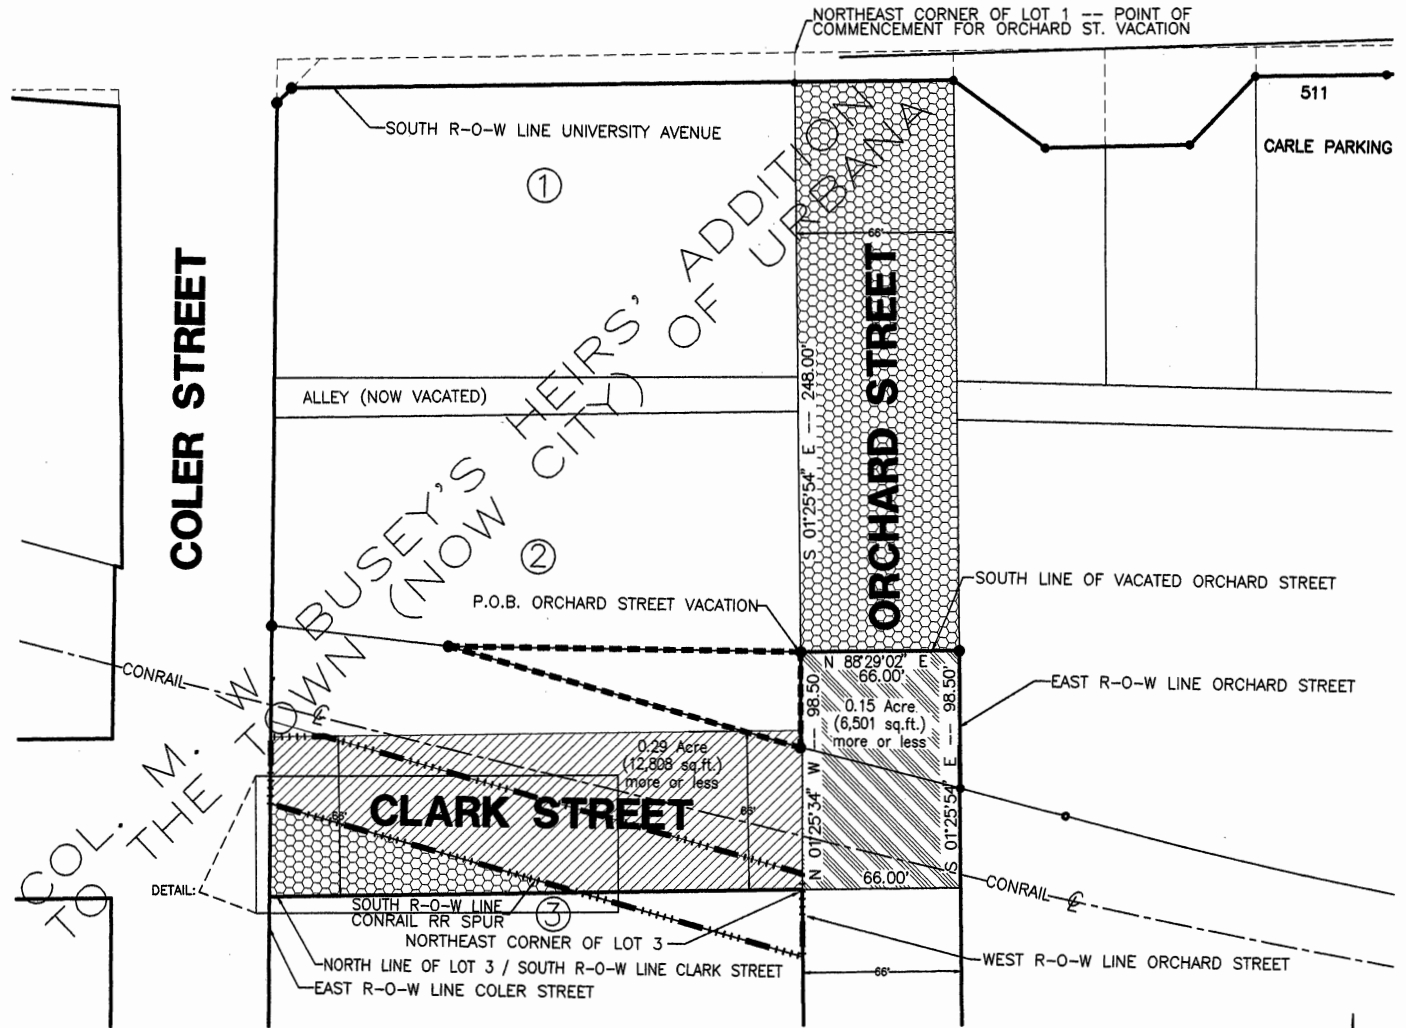 NORTHEAST CORNER OF LOT 1 -- POINT OF
COMMENCEMENT FOR ORCHARD ST. VACATION
511
CARLE PARKING
SOUTH R-O-W LINE UNIVERSITY AVENUE
1
66'
COLER STREET
ORCHARD STREET
S 01°25'54" E -- 248.00'
ALLEY (NOW VACATED)
COL. M. W. BUSEY'S HEIRS' ADDITION
TO THE TOWN (NOW CITY) OF URBANA
2
P.O.B. ORCHARD STREET VACATION
SOUTH LINE OF VACATED ORCHARD STREET
N 88°29'02" E
66.00'
EAST R-O-W LINE ORCHARD STREET
CONRAIL
℄
0.15 Acre
(6,501 sq.ft.)
more or less
N 01°25'34" W -- 98.50'
S 01°25'54" E -- 98.50'
0.29 Acre
(12,808 sq.ft.)
more or less
CLARK STREET
66'
66'
66.00'
DETAIL:
CONRAIL
℄
SOUTH R-O-W LINE
CONRAIL RR SPUR
3
NORTHEAST CORNER OF LOT 3
NORTH LINE OF LOT 3 / SOUTH R-O-W LINE CLARK STREET
EAST R-O-W LINE COLER STREET
WEST R-O-W LINE ORCHARD STREET
66'